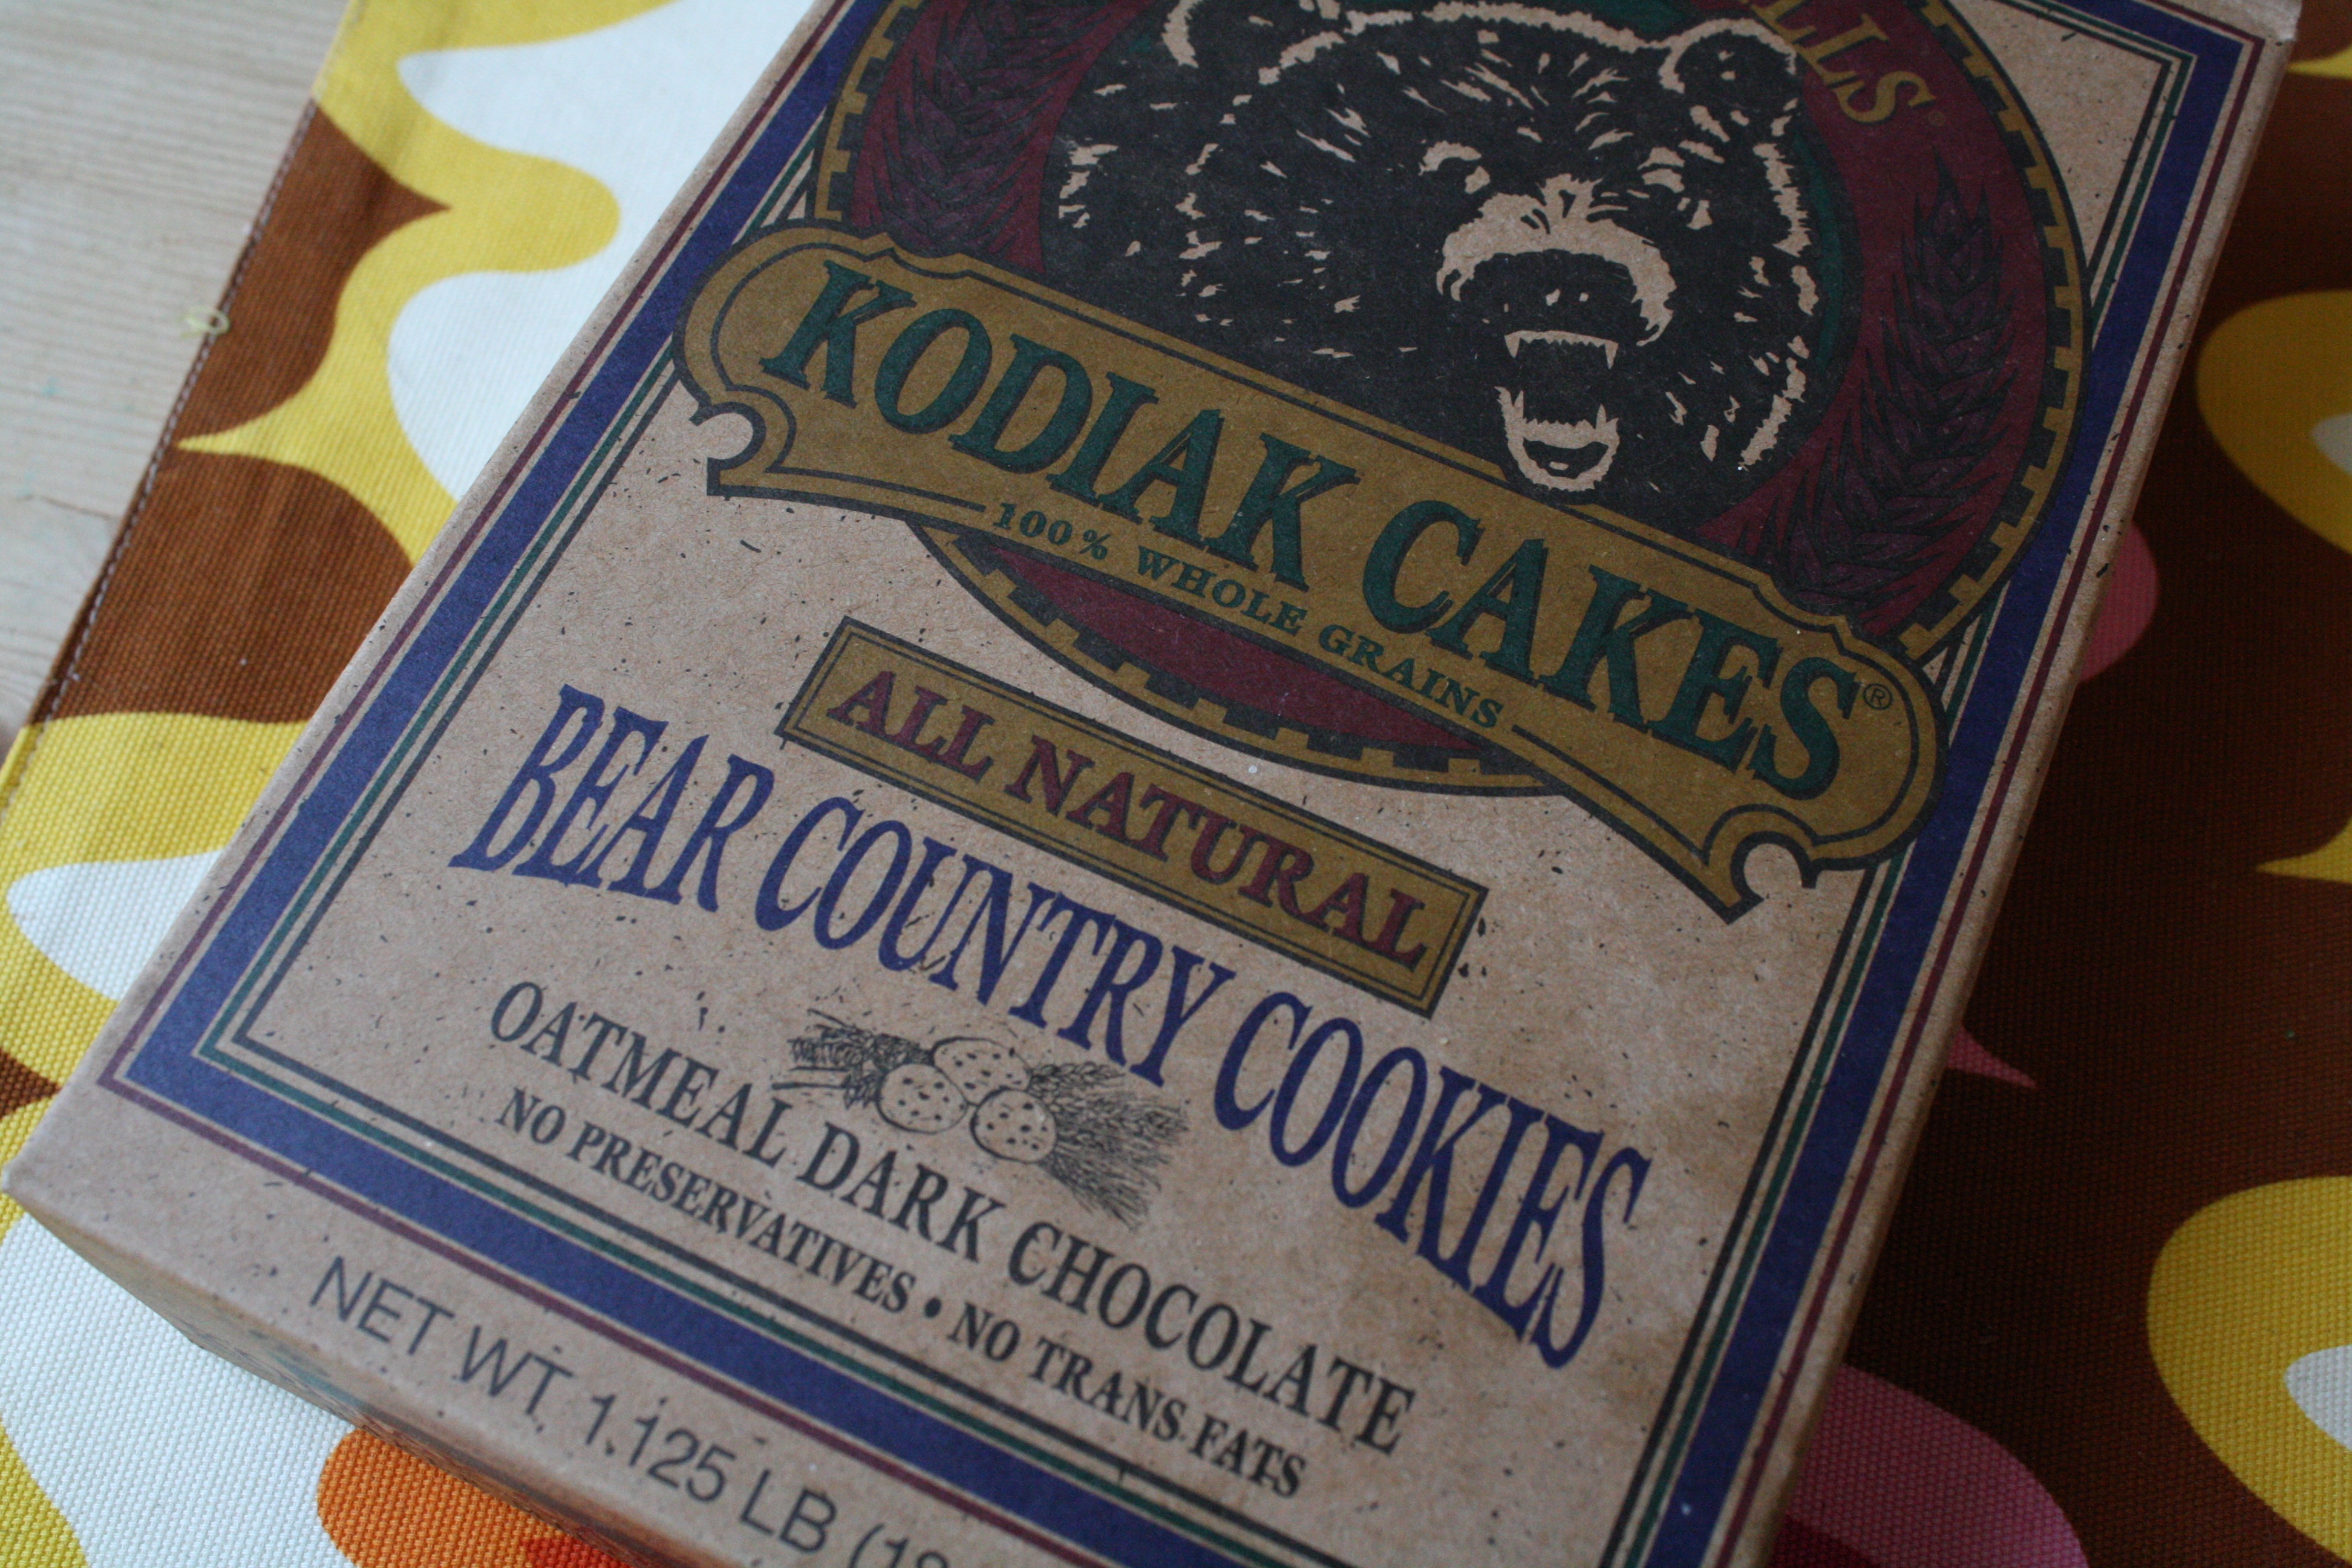 KODIAK CAKES®
100% WHOLE GRAINS
ALL NATURAL
BEAR COUNTRY COOKIES
OATMEAL DARK CHOCOLATE
NO PRESERVATIVES • NO TRANS FATS
NET WT 1.125 LB